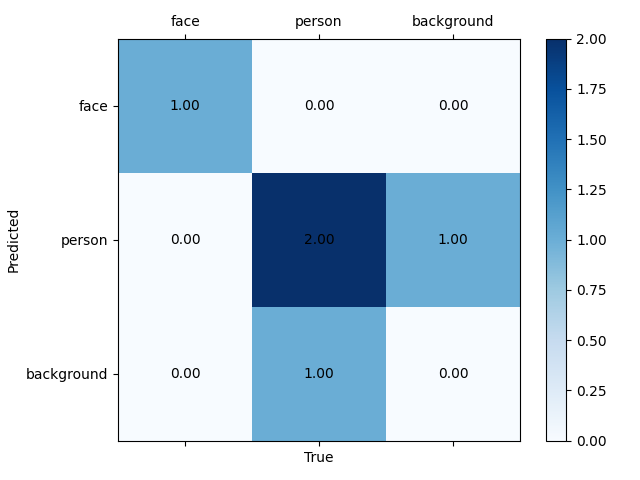 face person background
2.00
1.75
face 1.00 0.00 0.00
1.50
1.25
Predicted
person 0.00 2.00 1.00
1.00
0.75
0.50
background 0.00 1.00 0.00
0.25
0.00
True